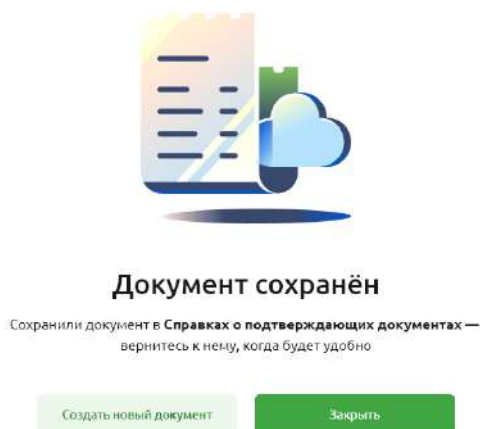 Документ сохранён
Сохранили документ в Справках о подтверждающих документах —
вернитесь к нему, когда будет удобно
Создать новый документ
Закрыть